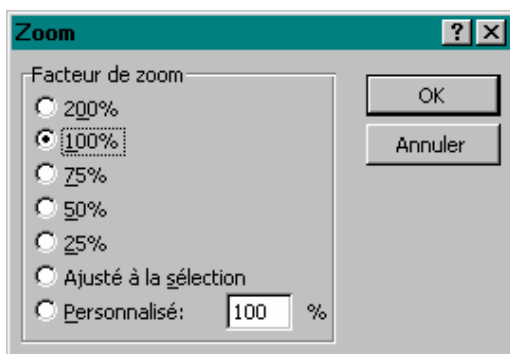 Zoom
Facteur de zoom
200%
100%
75%
50%
25%
Ajusté à la sélection
Personnalisé: 100 %
OK
Annuler